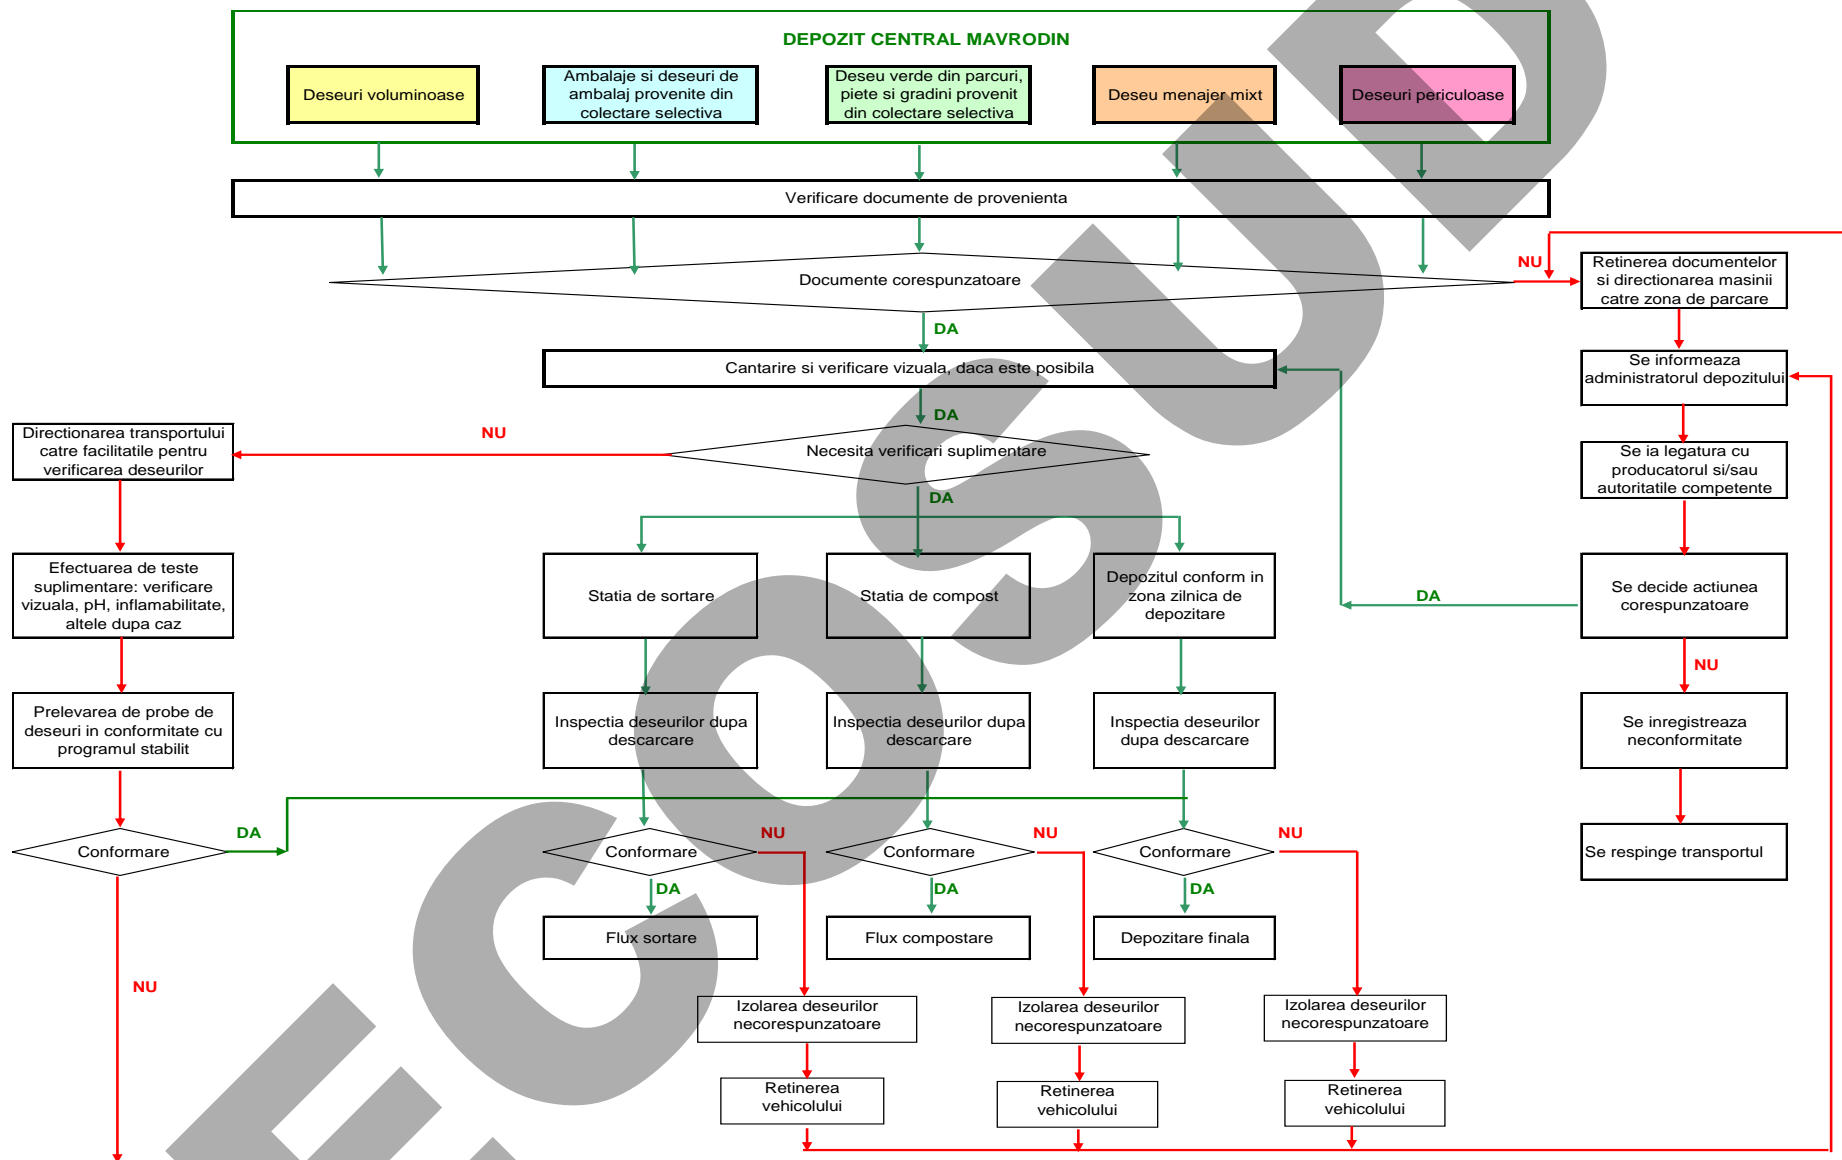 DEPOZIT CENTRAL MAVRODIN
Deseuri voluminoase
Ambalaje si deseuri de
ambalaj provenite din
colectare selectiva
Deseu verde din parcuri,
piete si gradini provenit
din colectare selectiva
Deseu menajer mixt
Deseuri periculoase
Verificare documente de provenienta
Documente corespunzatoare
NU
Retinerea documentelor
si directionarea masinii
catre zona de parcare
DA
Cantarire si verificare vizuala, daca este posibila
Se informeaza
administratorul depozitului
DA
Directionarea transportului
catre facilitatile pentru
verificarea deseurilor
NU
Necesita verificari suplimentare
Se ia legatura cu
producatorul si/sau
autoritatile competente
DA
Efectuarea de teste
suplimentare: verificare
vizuala, pH, inflamabilitate,
altele dupa caz
Statia de sortare
Statia de compost
Depozitul conform in
zona zilnica de
depozitare
DA
Se decide actiunea
corespunzatoare
NU
Prelevarea de probe de
deseuri in conformitate cu
programul stabilit
Inspectia deseurilor dupa
descarcare
Inspectia deseurilor dupa
descarcare
Inspectia deseurilor
dupa descarcare
Se inregistreaza
neconformitate
Conformare
DA
Conformare
NU
Conformare
NU
Conformare
NU
Se respinge transportul
DA
DA
DA
Flux sortare
Flux compostare
Depozitare finala
NU
Izolarea deseurilor
necorespunzatoare
Izolarea deseurilor
necorespunzatoare
Izolarea deseurilor
necorespunzatoare
Retinerea
vehicolului
Retinerea
vehicolului
Retinerea
vehicolului
ECOSUD